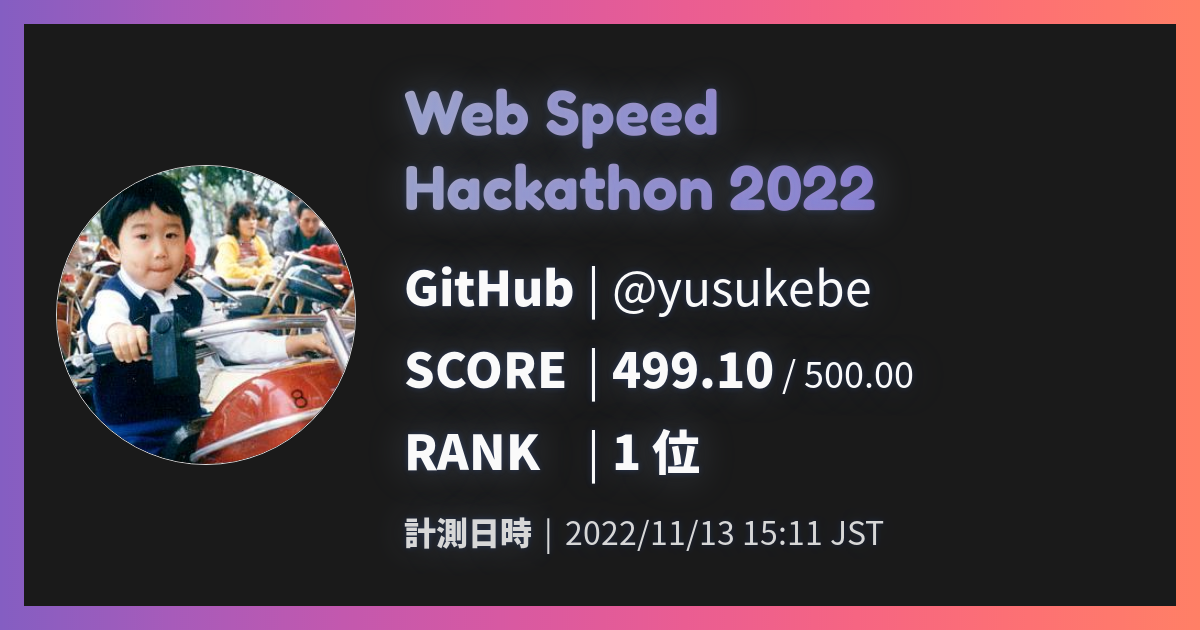 Web Speed
Hackathon 2022
GitHub | @yusukebe
SCORE | 499.10 / 500.00
RANK | 1 位
計測日時 | 2022/11/13 15:11 JST
8